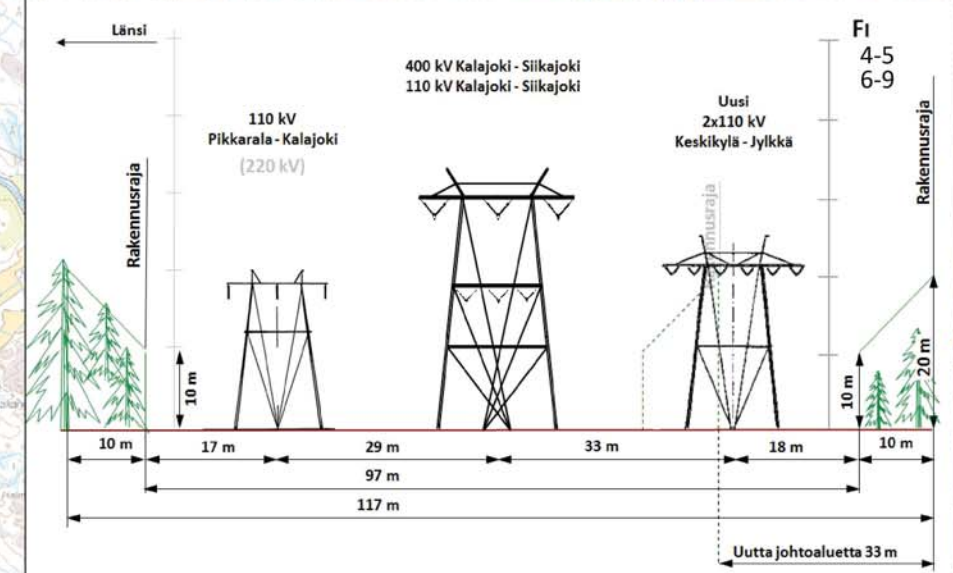 Länsi
FI
4-5
6-9
400 kV Kalajoki - Siikajoki
110 kV Kalajoki - Siikajoki
110 kV
Pikkarala - Kalajoki
(220 kV)
Uusi
2x110 kV
Keskikylä - Jylkkä
Rakennusraja
nnusraja
Rakennusraja
10 m
10 m
20 m
10 m
17 m
29 m
33 m
18 m
10 m
97 m
117 m
Uutta johtoaluetta 33 m